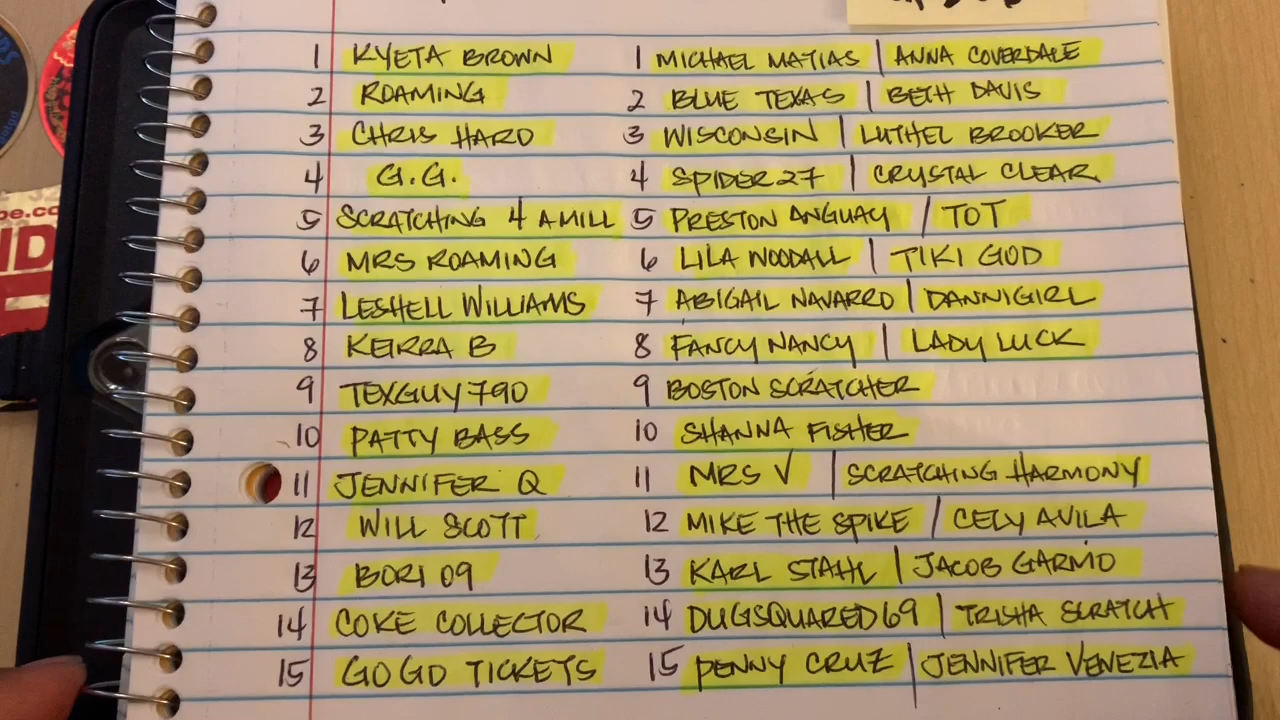 1 KYETA BROWN 1 MICHAEL MATIAS | ANNA COVERDALE
2 ROAMING 2 BLUE TEXAS | BETH DAVIS
3 CHRIS HARD 3 WISCONSIN | LUTHEL BROOKER
4 G.G. 4 SPIDER27 | CRYSTAL CLEAR
5 SCRATCHING 4 A MILL 5 PRESTON ANGUAY / TOT
6 MRS ROAMING 6 LILA WOODALL | TIKI GOD
7 LESHELL WILLIAMS 7 ABIGAIL NAVARRO | DANNIGIRL
8 KEIRRA B 8 FANCY NANCY | LADY LUCK
9 TEXGUY790 9 BOSTON SCRATCHER
10 PATTY BASS 10 SHANNA FISHER
11 JENNIFER Q 11 MRS V | SCRATCHING HARMONY
12 WILL SCOTT 12 MIKE THE SPIKE / CELY AVILA
13 BORI 09 13 KARL STAHL | JACOB GARMO
14 COKE COLLECTOR 14 DUGSQUARED69 | TRISHA SCRATCH
15 GOGO TICKETS 15 PENNY CRUZ | JENNIFER VENEZIA